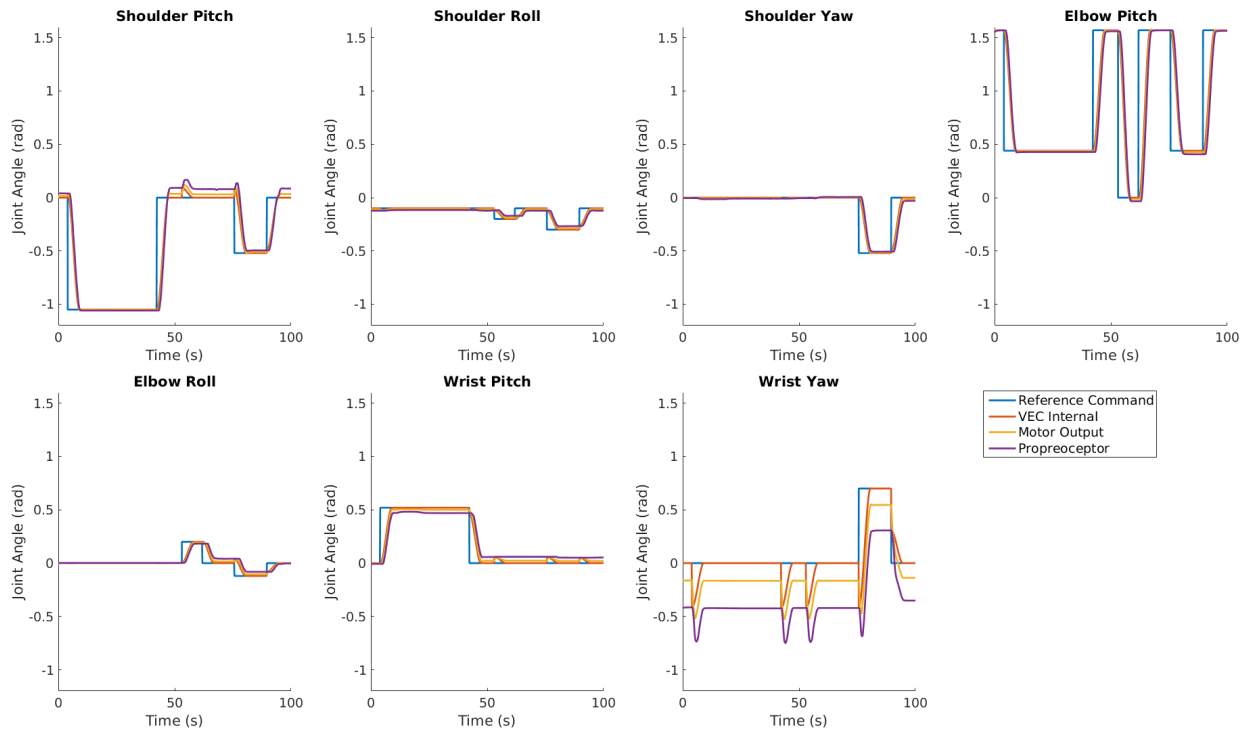 Shoulder Pitch
1.5
1
0.5
0
-0.5
-1
Joint Angle (rad)
0 50 100
Time (s)
Shoulder Roll
1.5
1
0.5
0
-0.5
-1
Joint Angle (rad)
0 50 100
Time (s)
Shoulder Yaw
1.5
1
0.5
0
-0.5
-1
Joint Angle (rad)
0 50 100
Time (s)
Elbow Pitch
1.5
1
0.5
0
-0.5
-1
Joint Angle (rad)
0 50 100
Time (s)
Elbow Roll
1.5
1
0.5
0
-0.5
-1
Joint Angle (rad)
0 50 100
Time (s)
Wrist Pitch
1.5
1
0.5
0
-0.5
-1
Joint Angle (rad)
0 50 100
Time (s)
Wrist Yaw
1.5
1
0.5
0
-0.5
-1
Joint Angle (rad)
0 50 100
Time (s)
Reference Command
VEC Internal
Motor Output
Propreoceptor